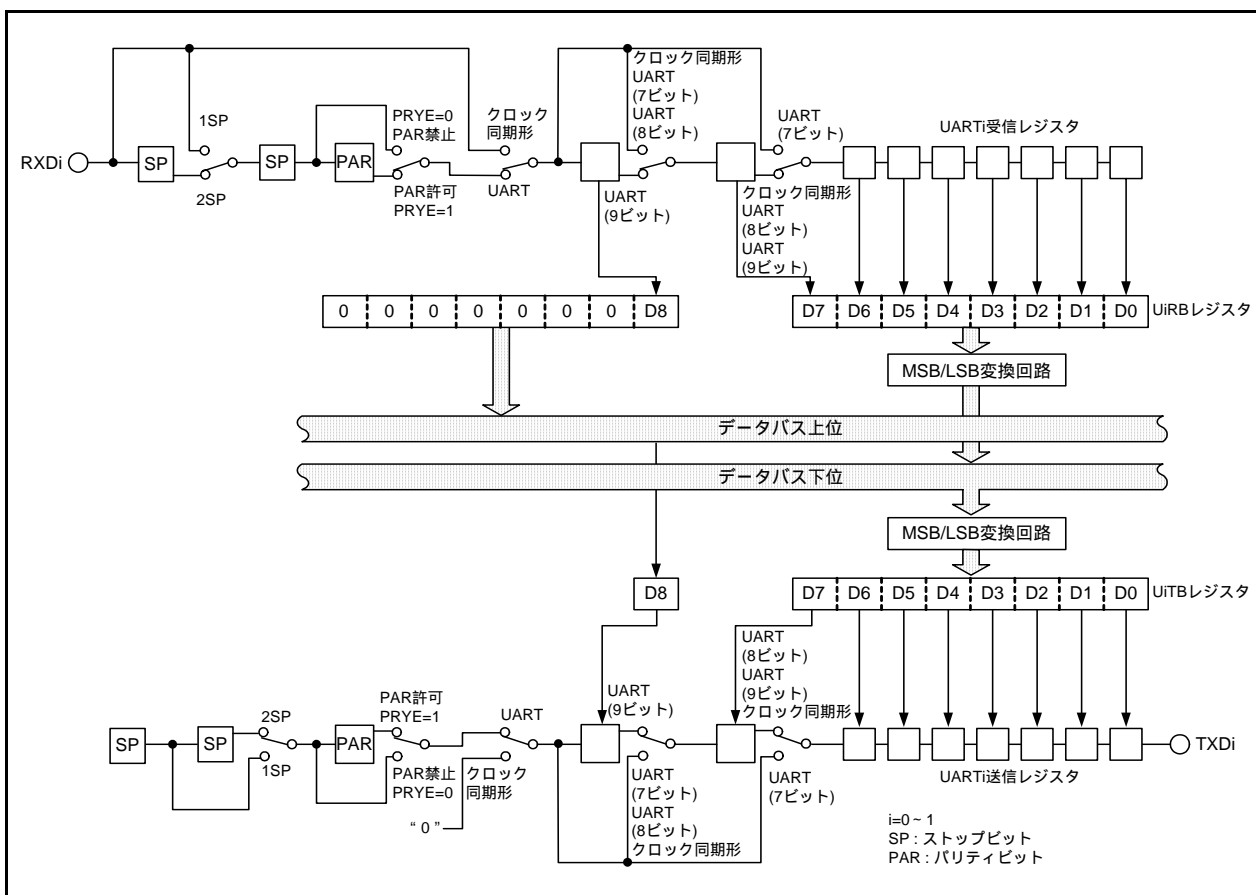 クロック同期形
UART
(7ビット)
UART
(8ビット)
PRYE=0
PAR禁止
クロック
同期形
UART
(7ビット)
UARTi受信レジスタ
1SP
RXDi
SP
SP
PAR
2SP
PAR許可
PRYE=1
UART
UART
(9ビット)
クロック同期形
UART
(8ビット)
UART
(9ビット)
0 0 0 0 0 0 0 D8
D7 D6 D5 D4 D3 D2 D1 D0
UiRBレジスタ
MSB/LSB変換回路
データバス上位
データバス下位
MSB/LSB変換回路
D8
D7 D6 D5 D4 D3 D2 D1 D0
UiTBレジスタ
UART
(8ビット)
UART
(9ビット)
クロック同期形
UART
(9ビット)
PAR許可
PRYE=1
UART
2SP
SP
SP
PAR
TXDi
1SP
PAR禁止
PRYE=0
クロック
同期形
“ 0 ”
UART
(7ビット)
UART
(8ビット)
クロック同期形
UART
(7ビット)
UARTi送信レジスタ
i=0 ~ 1
SP : ストップビット
PAR : パリティビット